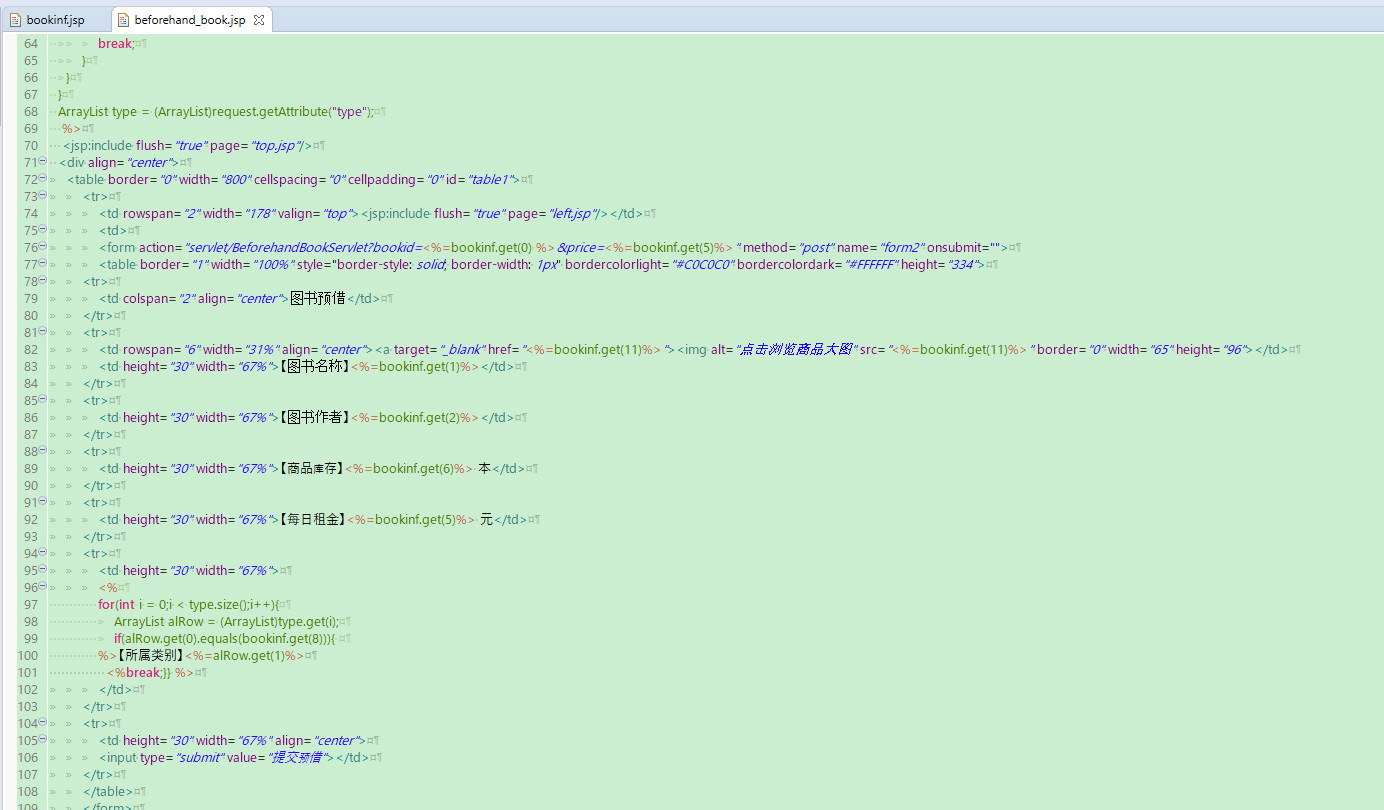 bookinf.jsp beforehand_book.jsp
64 break;
65 }
66 }
67 }
68 ArrayList type = (ArrayList)request.getAttribute("type");
69 %>
70 <jsp:include flush="true" page="top.jsp"/>
71 <div align="center">
72 <table border="0" width="800" cellspacing="0" cellpadding="0" id="table1">
73 <tr>
74 <td rowspan="2" width="178" valign="top"><jsp:include flush="true" page="left.jsp"/></td>
75 <td>
76 <form action="servlet/BeforehandBookServlet?bookid=<%=bookinf.get(0) %>&price=<%=bookinf.get(5)%>" method="post" name="form2" onsubmit="">
77 <table border="1" width="100%" style="border-style: solid; border-width: 1px" bordercolorlight="#C0C0C0" bordercolordark="#FFFFFF" height="334">
78 <tr>
79 <td colspan="2" align="center">图书预借</td>
80 </tr>
81 <tr>
82 <td rowspan="6" width="31%" align="center"><a target="_blank" href="<%=bookinf.get(11)%>"><img alt="点击浏览商品大图" src="<%=bookinf.get(11)%>" border="0" width="65" height="96"></td>
83 <td height="30" width="67%">【图书名称】<%=bookinf.get(1)%></td>
84 </tr>
85 <tr>
86 <td height="30" width="67%">【图书作者】<%=bookinf.get(2)%></td>
87 </tr>
88 <tr>
89 <td height="30" width="67%">【商品库存】<%=bookinf.get(6)%> 本</td>
90 </tr>
91 <tr>
92 <td height="30" width="67%">【每日租金】<%=bookinf.get(5)%> 元</td>
93 </tr>
94 <tr>
95 <td height="30" width="67%">
96 <%
97 for(int i = 0;i < type.size();i++){
98 ArrayList alRow = (ArrayList)type.get(i);
99 if(alRow.get(0).equals(bookinf.get(8))){
100 %>【所属类别】<%=alRow.get(1)%>
101 <%break;}} %>
102 </td>
103 </tr>
104 <tr>
105 <td height="30" width="67%" align="center">
106 <input type="submit" value="提交预借"></td>
107 </tr>
108 </table>
109 </form>